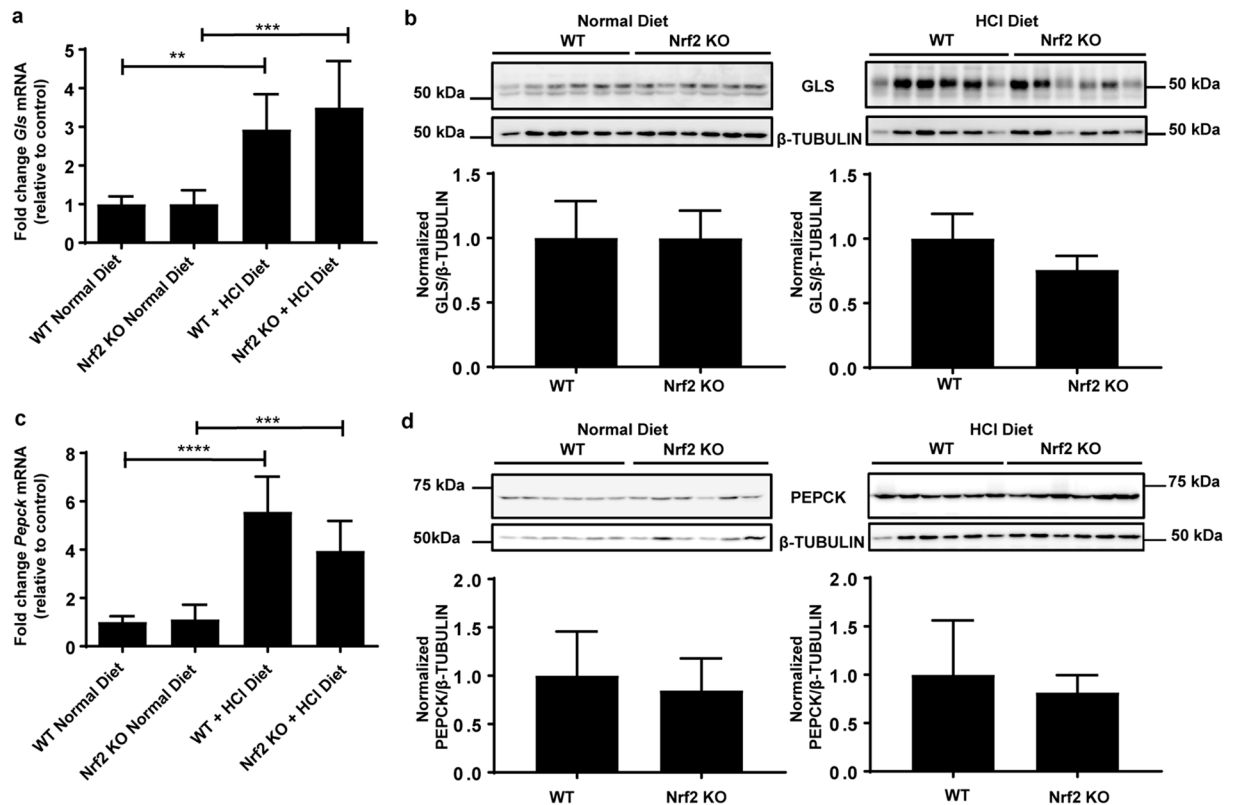 a
Fold change Gls mRNA
(relative to control)
5
4
3
2
1
0
**
***
WT Normal Diet
Nrf2 KO Normal Diet
WT + HCl Diet
Nrf2 KO + HCl Diet
b
Normal Diet
WT
Nrf2 KO
50 kDa
50 kDa
GLS
β-TUBULIN
HCl Diet
WT
Nrf2 KO
50 kDa
50 kDa
Normalized
GLS/β-TUBULIN
1.5
1.0
0.5
0.0
WT
Nrf2 KO
Normalized
GLS/β-TUBULIN
1.5
1.0
0.5
0.0
WT
Nrf2 KO
c
Fold change Pepck mRNA
(relative to control)
8
6
4
2
0
****
***
WT Normal Diet
Nrf2 KO Normal Diet
WT + HCl Diet
Nrf2 KO + HCl Diet
d
Normal Diet
WT
Nrf2 KO
75 kDa
50kDa
PEPCK
β-TUBULIN
HCl Diet
WT
Nrf2 KO
75 kDa
50 kDa
Normalized
PEPCK/β-TUBULIN
2.0
1.5
1.0
0.5
0.0
WT
Nrf2 KO
Normalized
PEPCK/β-TUBULIN
2.0
1.5
1.0
0.5
0.0
WT
Nrf2 KO